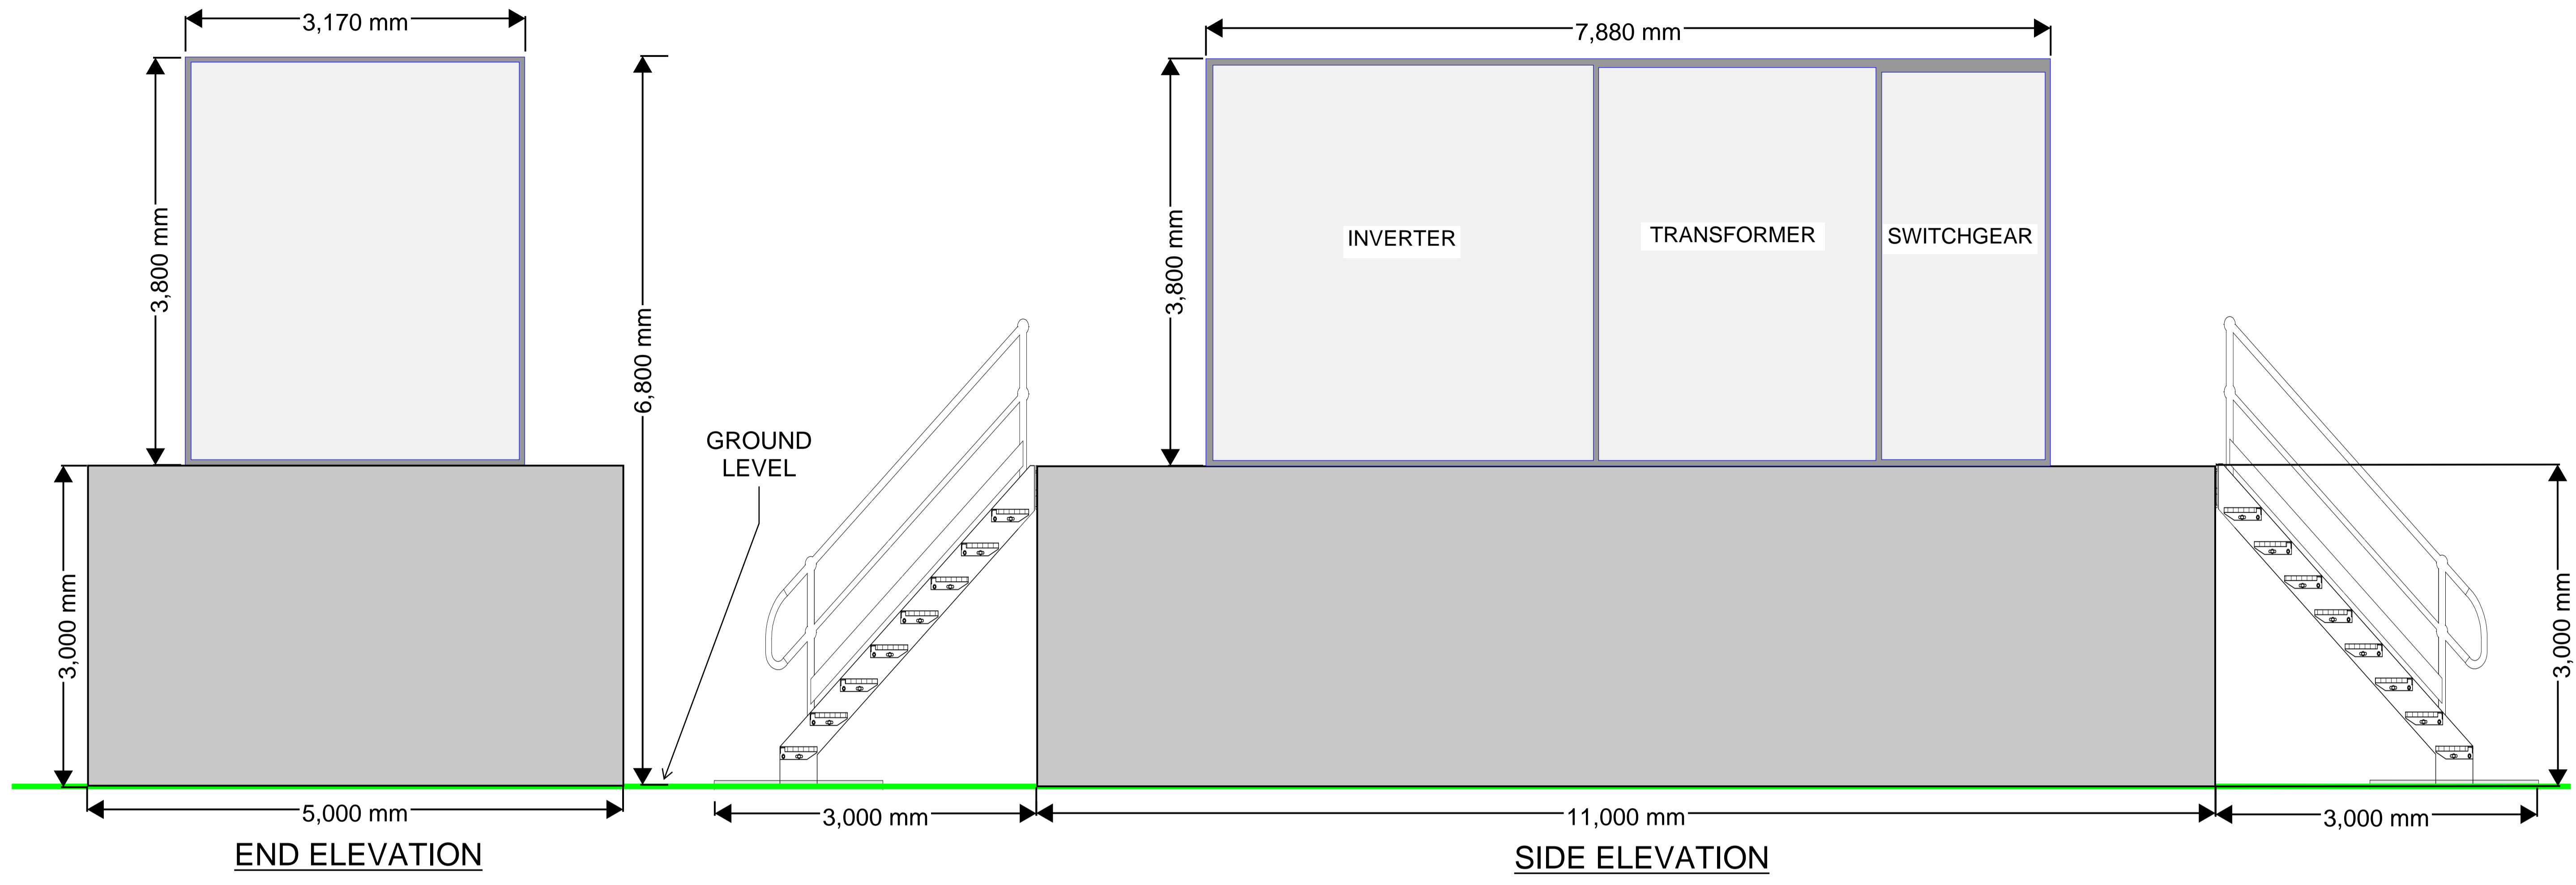 3,170 mm
7,880 mm
3,800 mm
6,800 mm
3,800 mm
INVERTER
TRANSFORMER
SWITCHGEAR
GROUND
LEVEL
3,000 mm
3,000 mm
5,000 mm
3,000 mm
11,000 mm
3,000 mm
END ELEVATION
SIDE ELEVATION